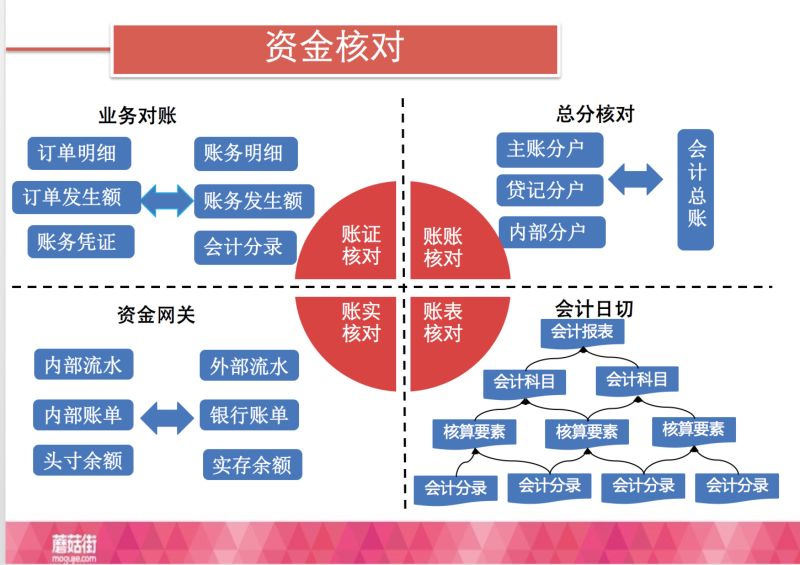 资金核对
业务对账
订单明细
账务明细
订单发生额
账务发生额
账务凭证
会计分录
账证
核对
总分核对
主账分户
贷记分户
内部分户
会计总账
账账
核对
资金网关
内部流水
外部流水
内部账单
银行账单
头寸余额
实存余额
账实
核对
账表
核对
会计日切
会计报表
会计科目
会计科目
核算要素
核算要素
核算要素
会计分录
会计分录
会计分录
会计分录
蘑菇街
mogujie.com